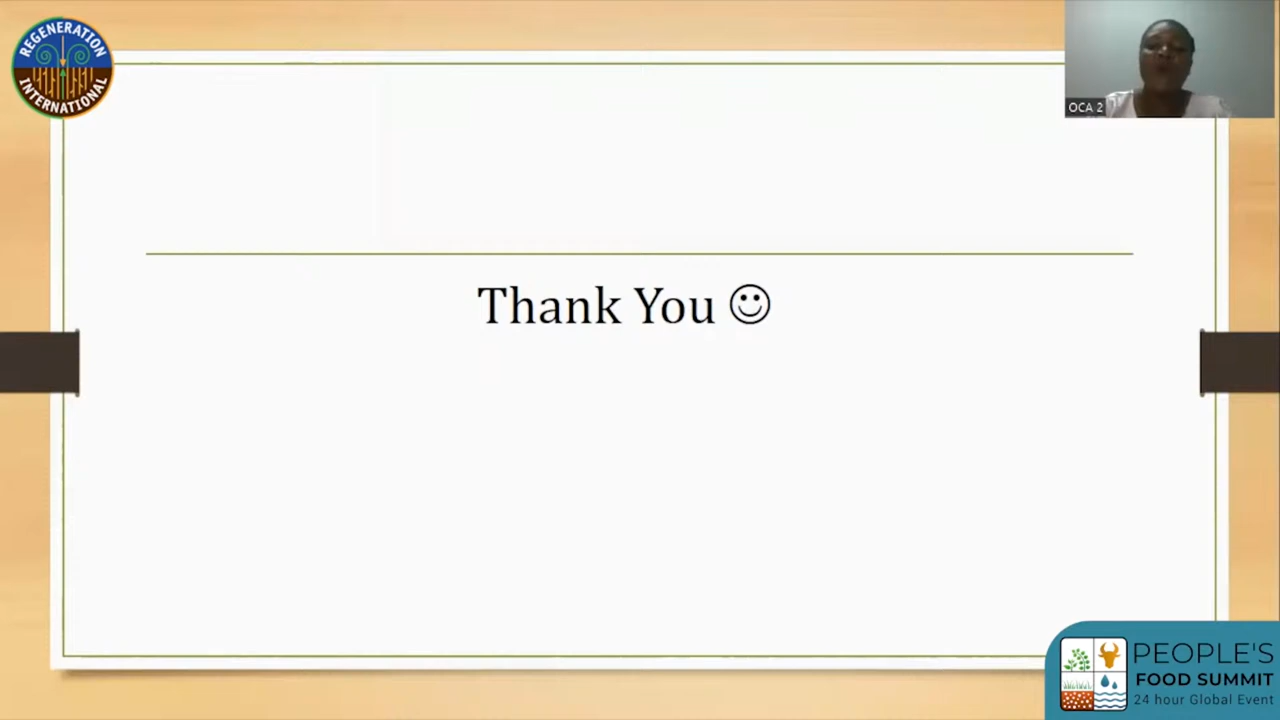 REGENERATION
INTERNATIONAL
OCA 2
Thank You ☺
PEOPLE'S
FOOD SUMMIT
24 hour Global Event